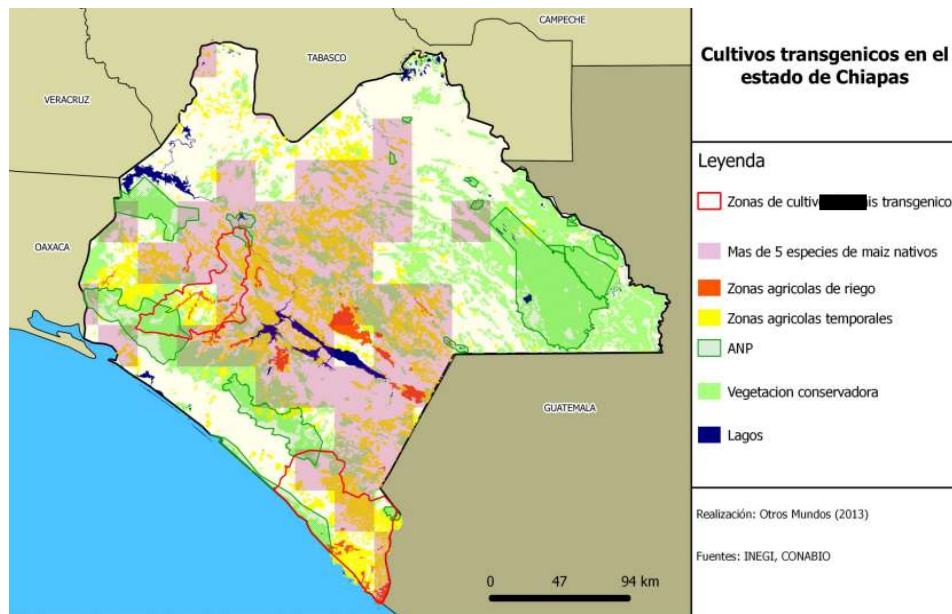 CAMPECHE
TABASCO
VERACRUZ
OAXACA
GUATEMALA
0 47 94 km
Cultivos transgenicos en el
estado de Chiapas
Leyenda
Zonas de cultiv is transgenico
Mas de 5 especies de maiz nativos
Zonas agricolas de riego
Zonas agricolas temporales
ANP
Vegetacion conservadora
Lagos
Realización: Otros Mundos (2013)
Fuentes: INEGI, CONABIO